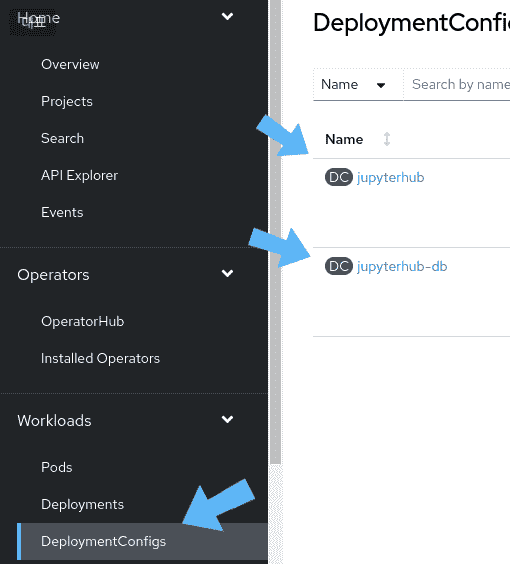 Home
Overview
Projects
Search
API Explorer
Events
Operators
OperatorHub
Installed Operators
Workloads
Pods
Deployments
DeploymentConfigs
DeploymentConfig
Name
Search by name
Name
DC jupyterhub
DC jupyterhub-db